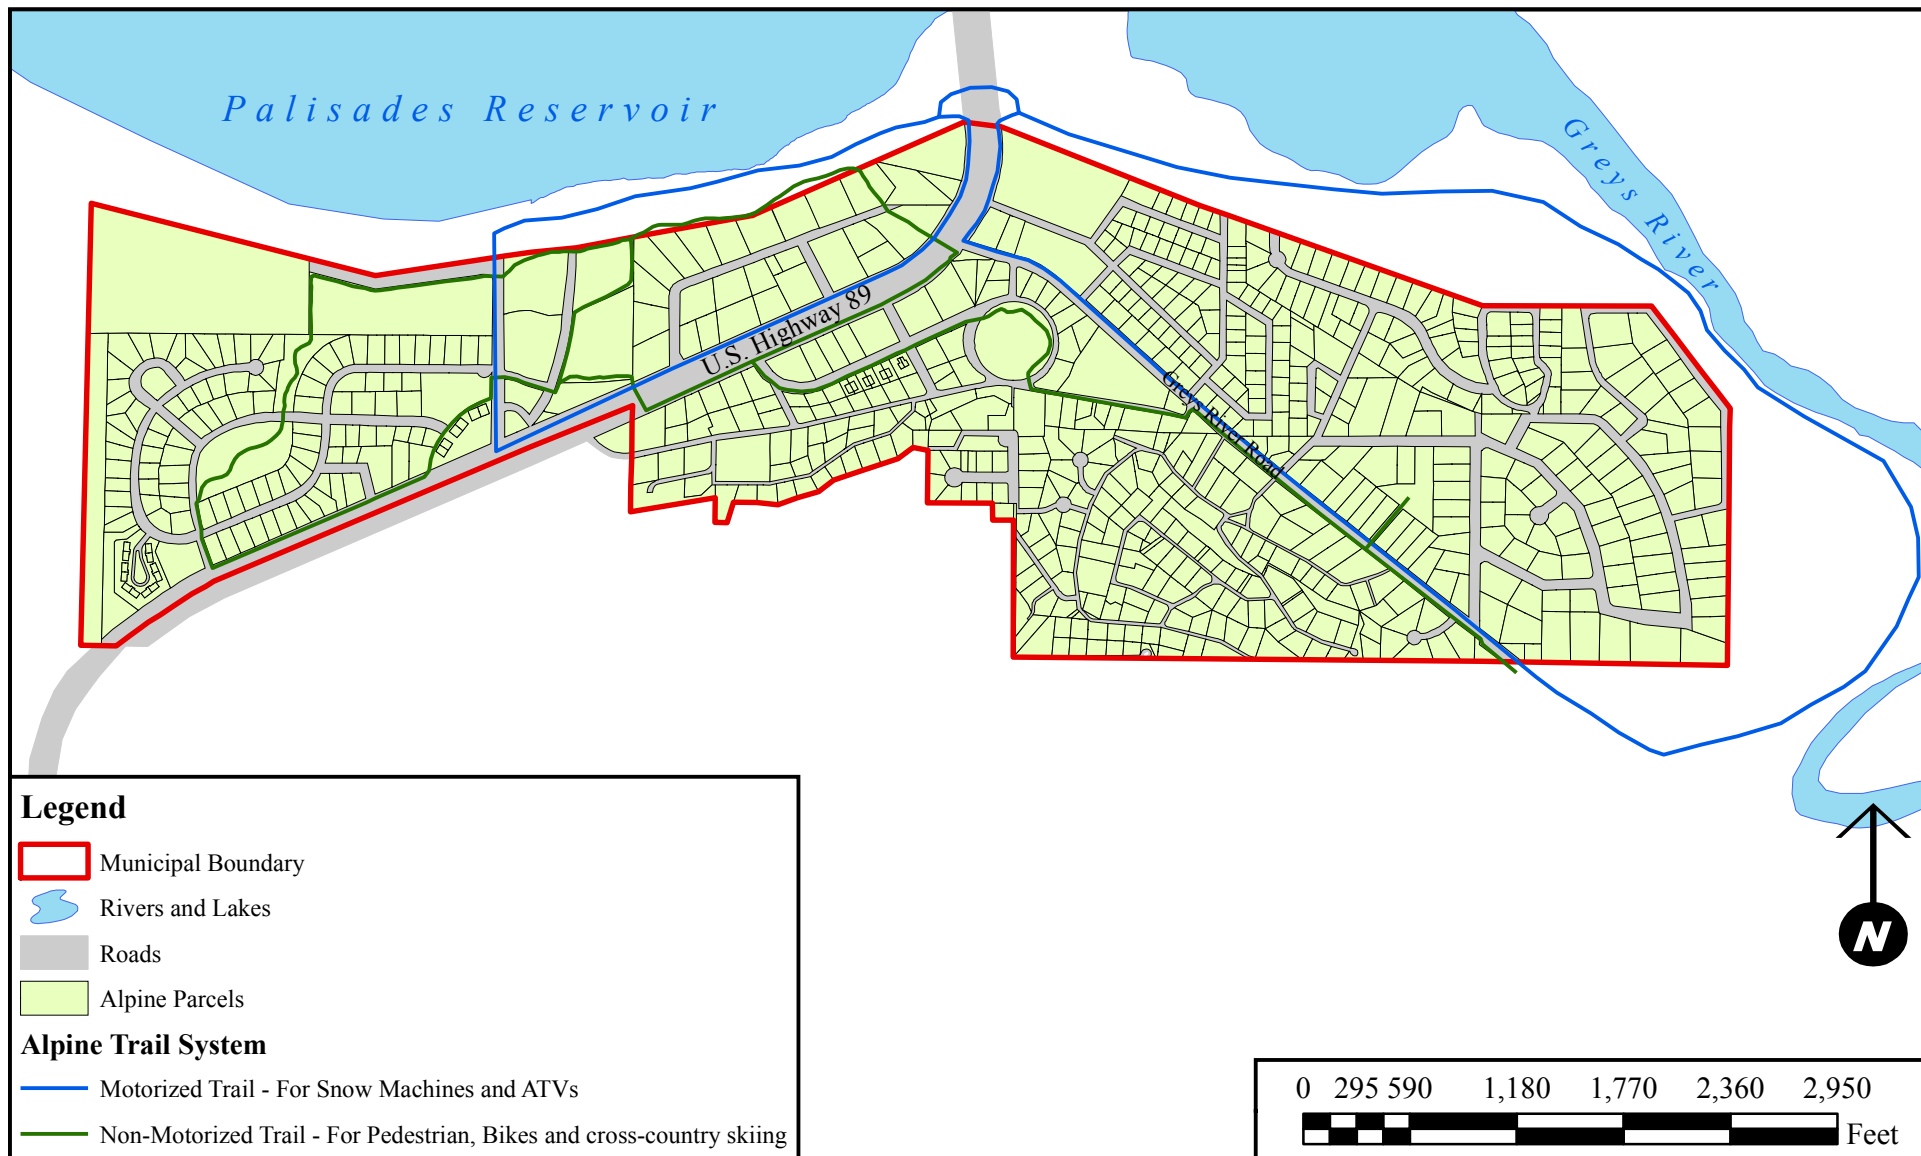 Palisades Reservoir
Greys River
U.S. Highway 89
Greys River Road
Legend
Municipal Boundary
Rivers and Lakes
Roads
Alpine Parcels
Alpine Trail System
Motorized Trail - For Snow Machines and ATVs
Non-Motorized Trail - For Pedestrian, Bikes and cross-country skiing
N
0 295 590 1,180 1,770 2,360 2,950
Feet